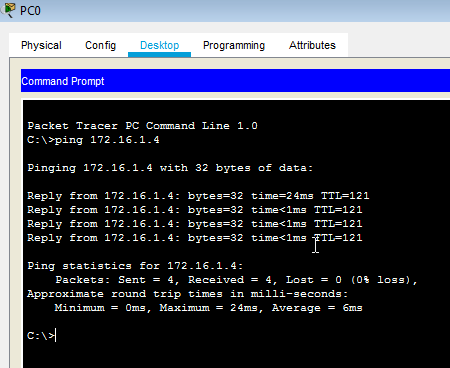 PC0
Physical Config Desktop Programming Attributes
Command Prompt
Packet Tracer PC Command Line 1.0
C:\>ping 172.16.1.4
Pinging 172.16.1.4 with 32 bytes of data:
Reply from 172.16.1.4: bytes=32 time=24ms TTL=121
Reply from 172.16.1.4: bytes=32 time<1ms TTL=121
Reply from 172.16.1.4: bytes=32 time<1ms TTL=121
Reply from 172.16.1.4: bytes=32 time<1ms TTL=121
Ping statistics for 172.16.1.4:
Packets: Sent = 4, Received = 4, Lost = 0 (0% loss),
Approximate round trip times in milli-seconds:
Minimum = 0ms, Maximum = 24ms, Average = 6ms
C:\>